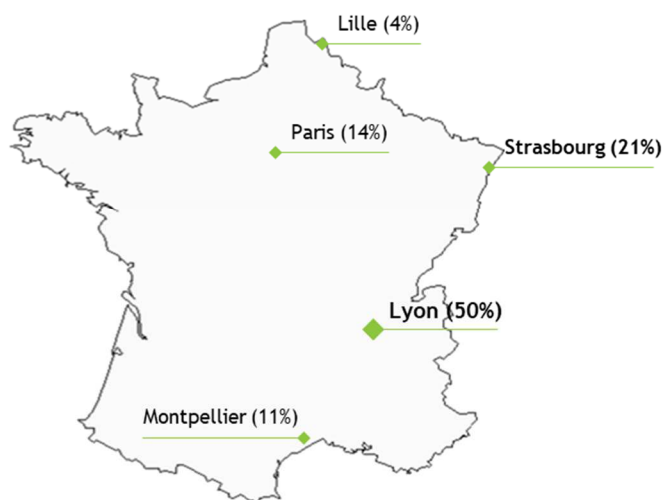 Lille (4%)
Paris (14%)
Strasbourg (21%)
Lyon (50%)
Montpellier (11%)